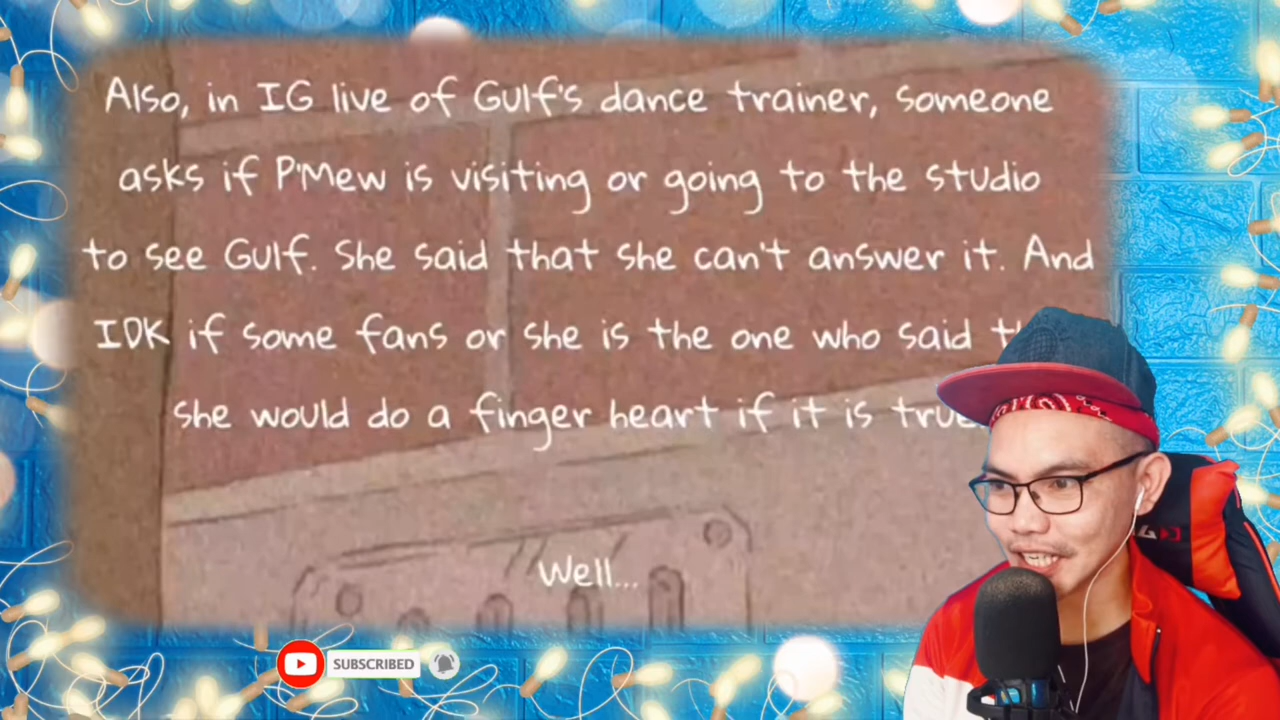 Also, in IG live of Gulf's dance trainer, someone
asks if P'Mew is visiting or going to the studio
to see Gulf. She said that she can't answer it. And
IDK if some fans or she is the one who said
she would do a finger heart if it is true
Well...
SUBSCRIBED